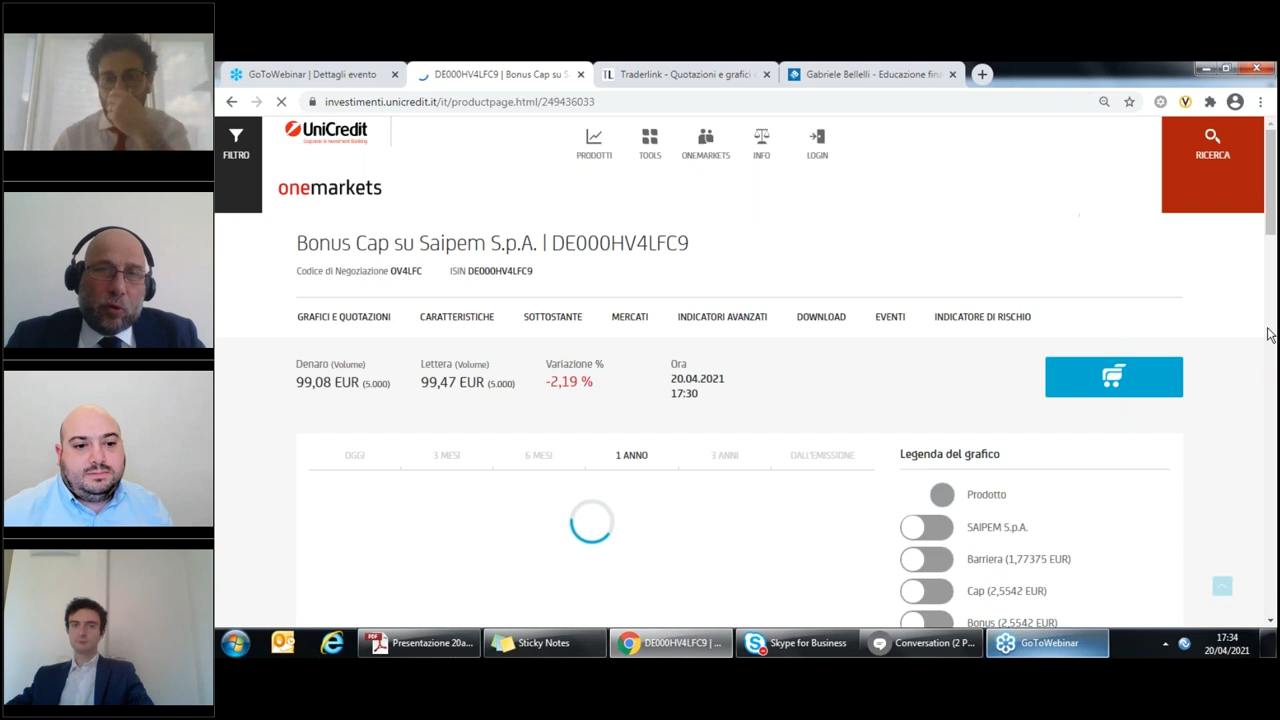 GoToWebinar | Dettagli evento
DE000HV4LFC9 | Bonus Cap su S
Traderlink - Quotazioni e grafici
Gabriele Bellelli - Educazione fin
investimenti.unicredit.it/it/productpage.html/249436033
FILTRO
UniCredit
Corporate & Investment Banking
PRODOTTI
TOOLS
ONEMARKETS
INFO
LOGIN
RICERCA
onemarkets
Bonus Cap su Saipem S.p.A. | DE000HV4LFC9
Codice di Negoziazione OV4LFC ISIN DE000HV4LFC9
GRAFICI E QUOTAZIONI CARATTERISTICHE SOTTOSTANTE MERCATI INDICATORI AVANZATI DOWNLOAD EVENTI INDICATORE DI RISCHIO
Denaro (Volume) Lettera (Volume) Variazione % Ora
99,08 EUR (5.000) 99,47 EUR (5.000) -2,19 % 20.04.2021
17:30
OGGI 3 MESI 6 MESI 1 ANNO 3 ANNI DALL'EMISSIONE
Legenda del grafico
Prodotto
SAIPEM S.p.A.
Barriera (1,77375 EUR)
Cap (2,5542 EUR)
Bonus (2,5542 EUR)
Presentazione 20a...
Sticky Notes
DE000HV4LFC9 | ...
Skype for Business
Conversation (2 P...
GoToWebinar
17:34
20/04/2021